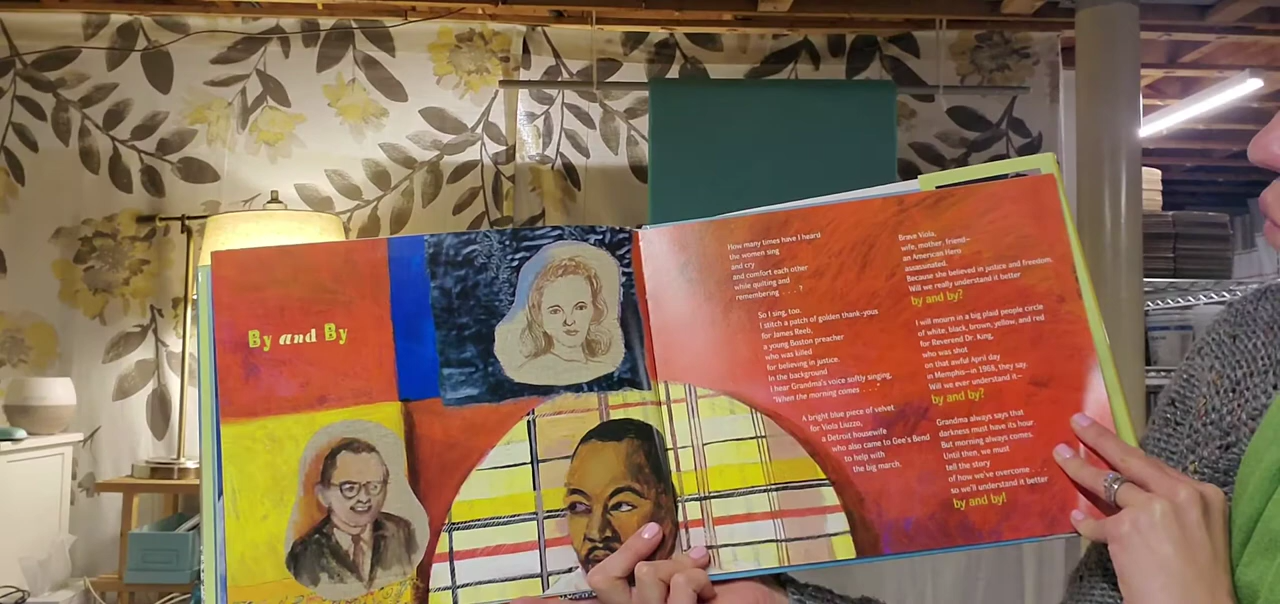 By and By
How many times have I heard
the women sing
and cry
and comfort each other
while quilting and
remembering . . . ?
So I sing, too.
I stitch a patch of golden thank-yous
for James Reeb,
a young Boston preacher
who was killed
for believing in justice.
In the background
I hear Grandma's voice softly singing,
"When the morning comes . . ."
A bright blue piece of velvet
for Viola Liuzzo,
a Detroit housewife
who also came to Gee's Bend
to help with
the big march.
Brave Viola,
wife, mother, friend—
an American Hero
assassinated.
Because she believed in justice and freedom.
Will we really understand it better
by and by?
I will mourn in a big plaid people circle
of white, black, brown, yellow, and red
for Reverend Dr. King,
who was shot
on that awful April day
in Memphis—in 1968, they say.
Will we ever understand it—
by and by?
Grandma always says that
darkness must have its hour.
But morning always comes.
Until then, we must
tell the story
of how we've overcome . . . .
so we'll understand it better
by and by!